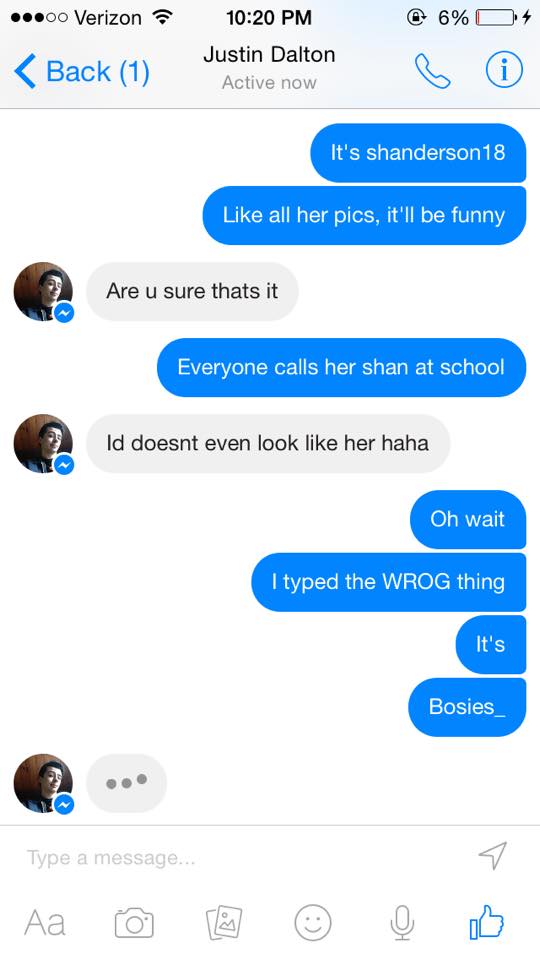 Verizon 10:20 PM 6%
Back (1) Justin Dalton
Active now
It's shanderson18
Like all her pics, it'll be funny
Are u sure thats it
Everyone calls her shan at school
Id doesnt even look like her haha
Oh wait
I typed the WROG thing
It's
Bosies_
Type a message...
Aa